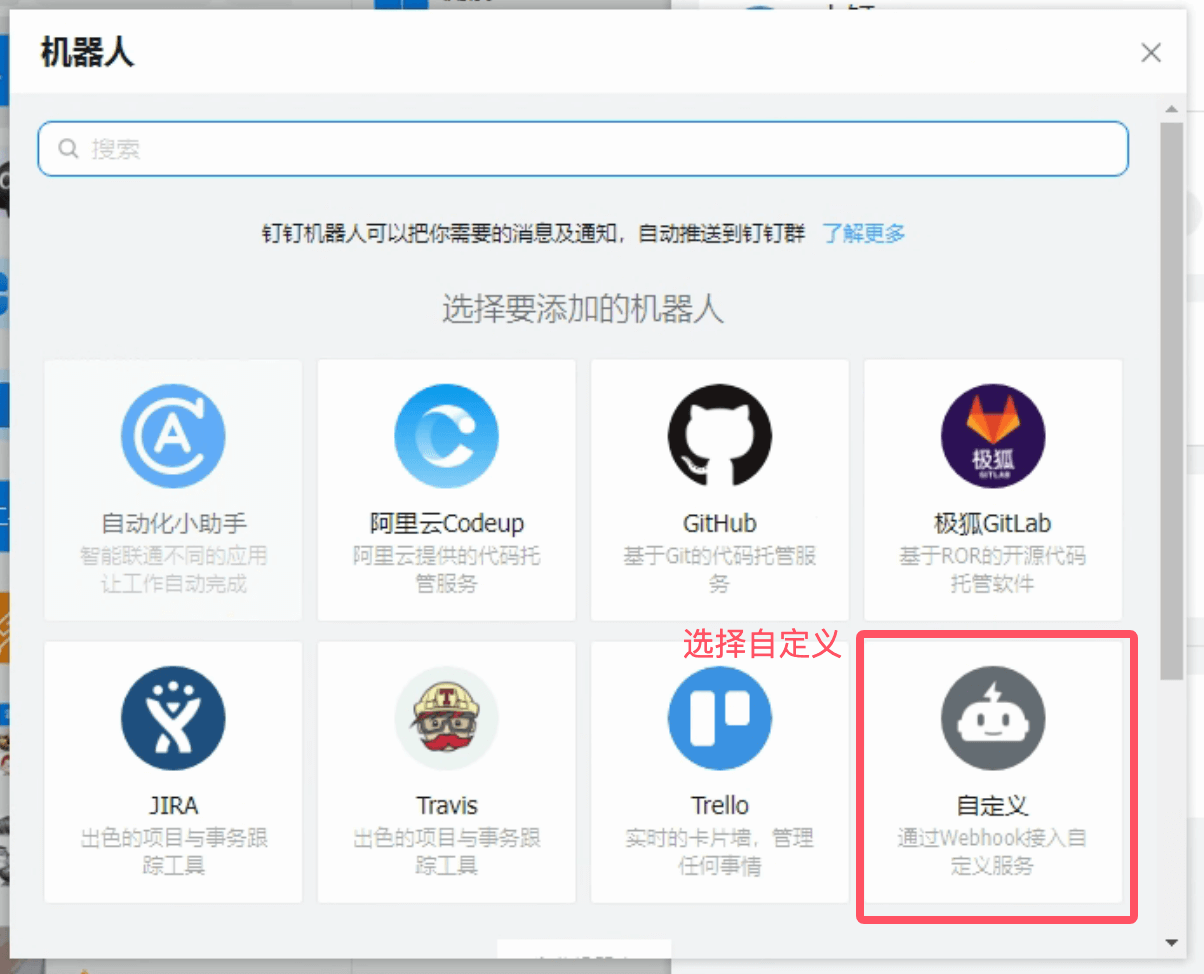 机器人
搜索
钉钉机器人可以把你需要的消息及通知，自动推送到钉钉群 了解更多
选择要添加的机器人
极狐
GITLAB
自动化小助手
智能联通不同的应用
让工作自动完成
阿里云Codeup
阿里云提供的代码托
管服务
GitHub
基于Git的代码托管服
务
极狐GitLab
基于ROR的开源代码
托管软件
选择自定义
T
JIRA
出色的项目与事务跟
踪工具
Travis
出色的项目与事务跟
踪工具
Trello
实时的卡片墙，管理
任何事情
自定义
通过Webhook接入自
定义服务